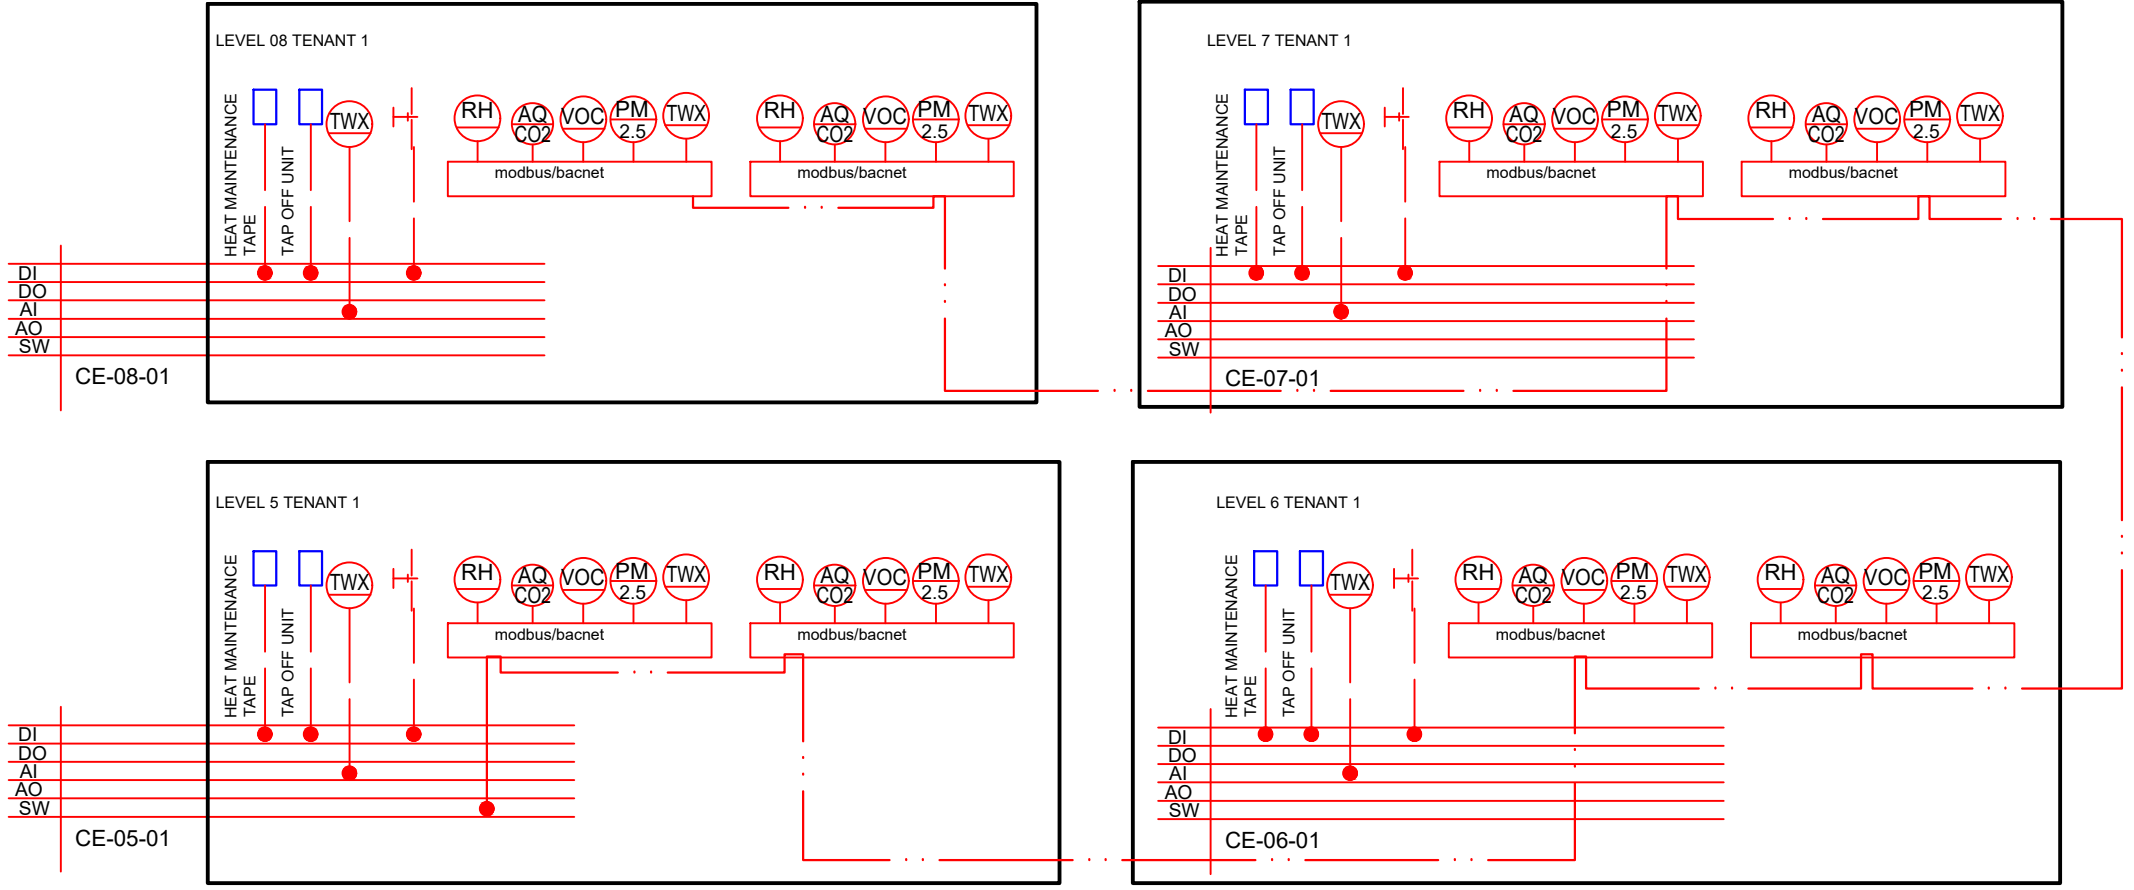 LEVEL 08 TENANT 1
HEAT MAINTENANCE
TAPE
TAP OFF UNIT
TWX
RH
AQ
CO2
VOC
PM
2.5
TWX
modbus/bacnet
RH
AQ
CO2
VOC
PM
2.5
TWX
modbus/bacnet
DI
DO
AI
AO
SW
CE-08-01
LEVEL 7 TENANT 1
HEAT MAINTENANCE
TAPE
TAP OFF UNIT
TWX
RH
AQ
CO2
VOC
PM
2.5
TWX
modbus/bacnet
RH
AQ
CO2
VOC
PM
2.5
TWX
modbus/bacnet
DI
DO
AI
AO
SW
CE-07-01
LEVEL 5 TENANT 1
HEAT MAINTENANCE
TAPE
TAP OFF UNIT
TWX
RH
AQ
CO2
VOC
PM
2.5
TWX
modbus/bacnet
RH
AQ
CO2
VOC
PM
2.5
TWX
modbus/bacnet
DI
DO
AI
AO
SW
CE-05-01
LEVEL 6 TENANT 1
HEAT MAINTENANCE
TAPE
TAP OFF UNIT
TWX
RH
AQ
CO2
VOC
PM
2.5
TWX
modbus/bacnet
RH
AQ
CO2
VOC
PM
2.5
TWX
modbus/bacnet
DI
DO
AI
AO
SW
CE-06-01